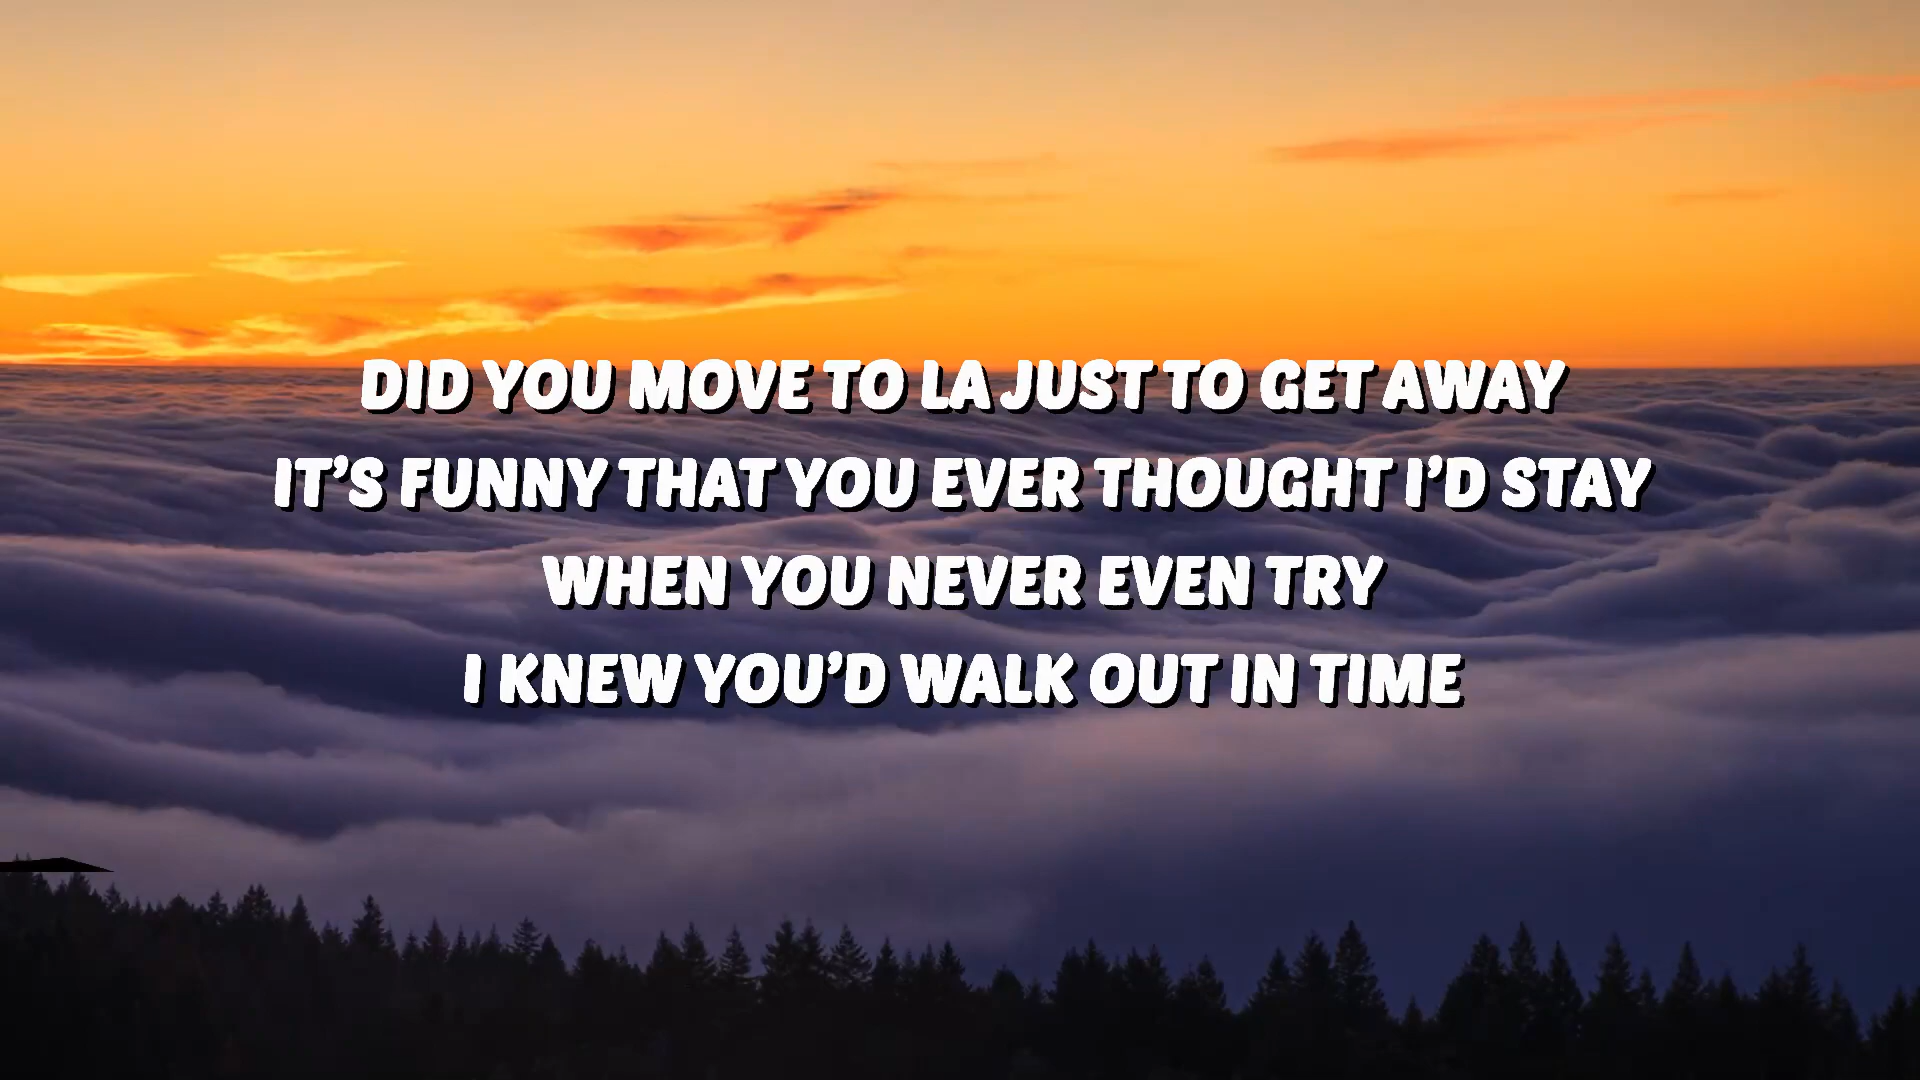 DID YOU MOVE TO LA JUST TO GET AWAY
IT’S FUNNY THAT YOU EVER THOUGHT I’D STAY
WHEN YOU NEVER EVEN TRY
I KNEW YOU’D WALK OUT IN TIME